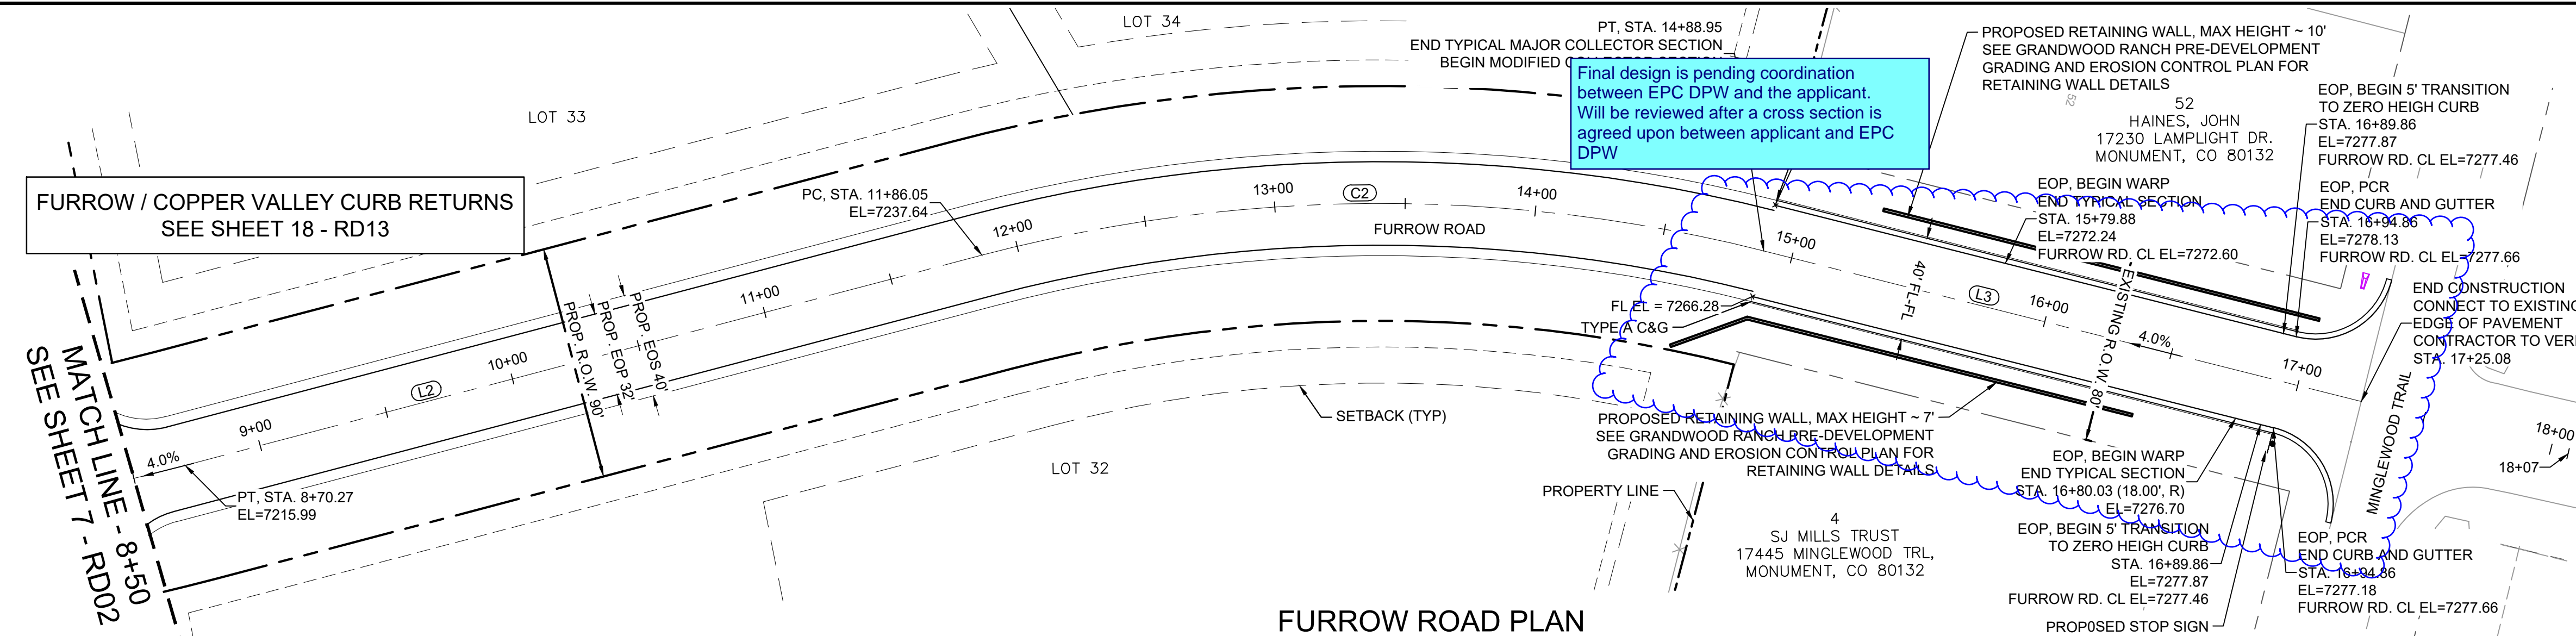 LOT 34
LOT 33
FURROW / COPPER VALLEY CURB RETURNS
SEE SHEET 18 - RD13
MATCH LINE - 8+50
SEE SHEET 7 - RD02
4.0%
9+00
PT, STA. 8+70.27
EL=7215.99
L2
10+00
PROP. R.O.W. 90'
PROP. EOP 32'
PROP. EOS 40'
11+00
PC, STA. 11+86.05
EL=7237.64
12+00
13+00
C2
14+00
FURROW ROAD
SETBACK (TYP)
LOT 32
PT, STA. 14+88.95
END TYPICAL MAJOR COLLECTOR SECTION
BEGIN MODIFIED
Final design is pending coordination
between EPC DPW and the applicant.
Will be reviewed after a cross section is
agreed upon between applicant and EPC
DPW
PROPOSED RETAINING WALL, MAX HEIGHT ~ 10'
SEE GRANDWOOD RANCH PRE-DEVELOPMENT
GRADING AND EROSION CONTROL PLAN FOR
RETAINING WALL DETAILS
52
52
HAINES, JOHN
17230 LAMPLIGHT DR.
MONUMENT, CO 80132
EOP, BEGIN 5' TRANSITION
TO ZERO HEIGH CURB
STA. 16+89.86
EL=7277.87
FURROW RD. CL EL=7277.46
EOP, BEGIN WARP
END TYPICAL SECTION
STA. 15+79.88
EL=7272.24
FURROW RD. CL EL=7272.60
EOP, PCR
END CURB AND GUTTER
STA. 16+94.86
EL=7278.13
FURROW RD. CL EL=7277.66
END CONSTRUCTION
CONNECT TO EXISTING
EDGE OF PAVEMENT
CONTRACTOR TO
STA. 17+25.08
15+00
40' FL-FL
L3
16+00
EXISTING R.O.W. 80'
4.0%
17+00
FL EL = 7266.28
TYPE A C&G
MINGLEWOOD TRAIL
18+00
18+07
PROPOSED RETAINING WALL, MAX HEIGHT ~ 7'
SEE GRANDWOOD RANCH PRE-DEVELOPMENT
GRADING AND EROSION CONTROL PLAN FOR
RETAINING WALL DETAILS
PROPERTY LINE
4
SJ MILLS TRUST
17445 MINGLEWOOD TRL,
MONUMENT, CO 80132
EOP, BEGIN WARP
END TYPICAL SECTION
STA. 16+80.03 (18.00', R)
EL=7276.70
EOP, BEGIN 5' TRANSITION
TO ZERO HEIGH CURB
STA. 16+89.86
EL=7277.87
FURROW RD. CL EL=7277.46
PROP0SED STOP SIGN
EOP, PCR
END CURB AND GUTTER
STA. 16+94.86
EL=7277.18
FURROW RD. CL EL=7277.66
FURROW ROAD PLAN